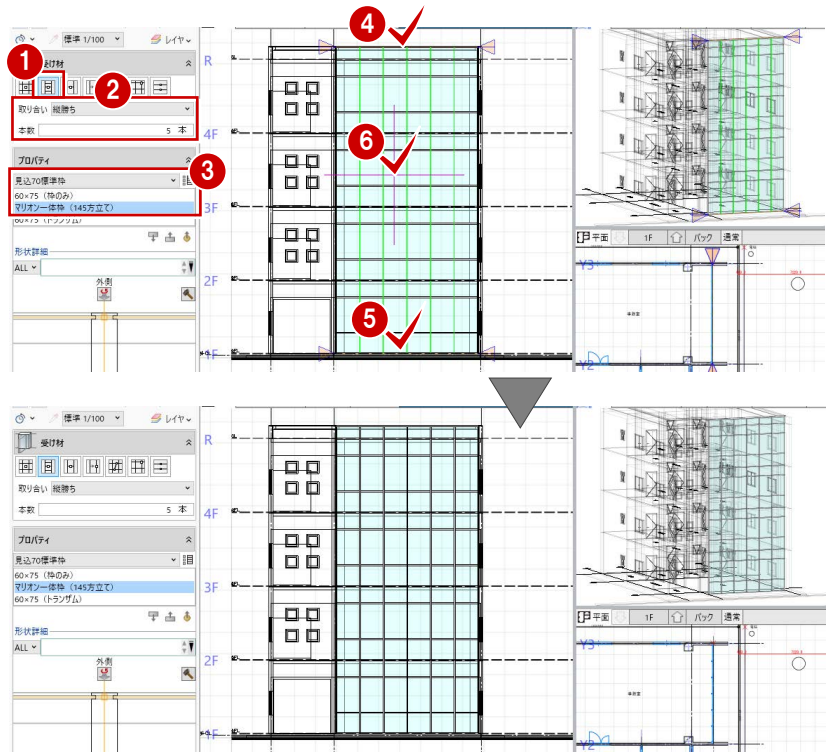 標準 1/100
レイヤ
1
受け材
2
取り合い 縦勝ち
本数 5 本
プロパティ
3
見込70標準枠
60×75（枠のみ）
マリオン一体枠（145方立て）
60×75（トランザム）
形状詳細
ALL
外側
4
R
4F
6
3F
2F
5
1F
平面 1F バック 通常
Y3
Y2
標準 1/100
レイヤ
受け材
取り合い 縦勝ち
本数 5 本
プロパティ
見込70標準枠
60×75（枠のみ）
マリオン一体枠（145方立て）
60×75（トランザム）
形状詳細
ALL
外側
R
4F
3F
2F
1F
平面 1F バック 通常
Y3
Y2